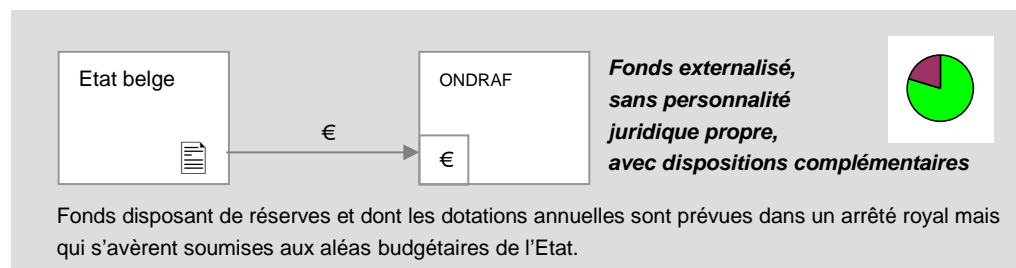 Etat belge
€
ONDRAF
€
Fonds externalisé,
sans personnalité
juridique propre,
avec dispositions complémentaires
Fonds disposant de réserves et dont les dotations annuelles sont prévues dans un arrêté royal mais
qui s’avèrent soumises aux aléas budgétaires de l’Etat.